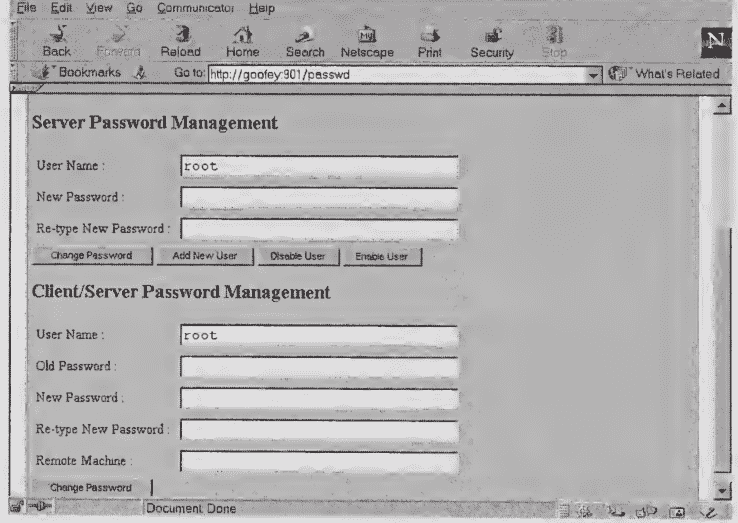 File Edit View Go Communicator Help
Back Forward Reload Home Search Netscape Print Security Stop
N
Bookmarks Go to: http://goofey:901/passwd What's Related
Server Password Management
User Name : root
New Password :
Re-type New Password :
Change Password Add New User Disable User Enable User
Client/Server Password Management
User Name : root
Old Password :
New Password :
Re-type New Password :
Remote Machine :
Change Password
Document Done